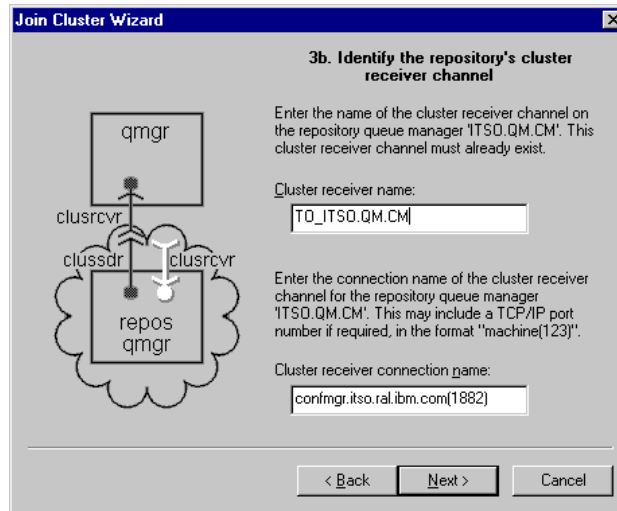 Join Cluster Wizard
3b. Identify the repository's cluster
receiver channel
Enter the name of the cluster receiver channel on
the repository queue manager 'ITSO.QM.CM'. This
cluster receiver channel must already exist.
Cluster receiver name:
TO_ITSO.QM.CM
Enter the connection name of the cluster receiver
channel for the repository queue manager
'ITSO.QM.CM'. This may include a TCP/IP port
number if required, in the format "machine(123)".
Cluster receiver connection name:
confmgr.itso.ral.ibm.com(1882)
qmgr
clusrcvr
clussdr
clusrcvr
repos
qmgr
< Back
Next >
Cancel